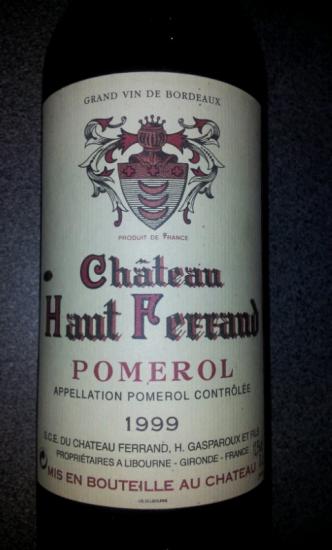 GRAND VIN DE BORDEAUX
PRODUIT DE FRANCE
Château
Haut Ferrand
POMEROL
APPELLATION POMEROL CONTRÔLÉE
1999
S.C.E. DU CHATEAU FERRAND, H. GASPAROUX ET FILS
PROPRIÉTAIRES A LIBOURNE - GIRONDE - FRANCE
MIS EN BOUTEILLE AU CHATEAU